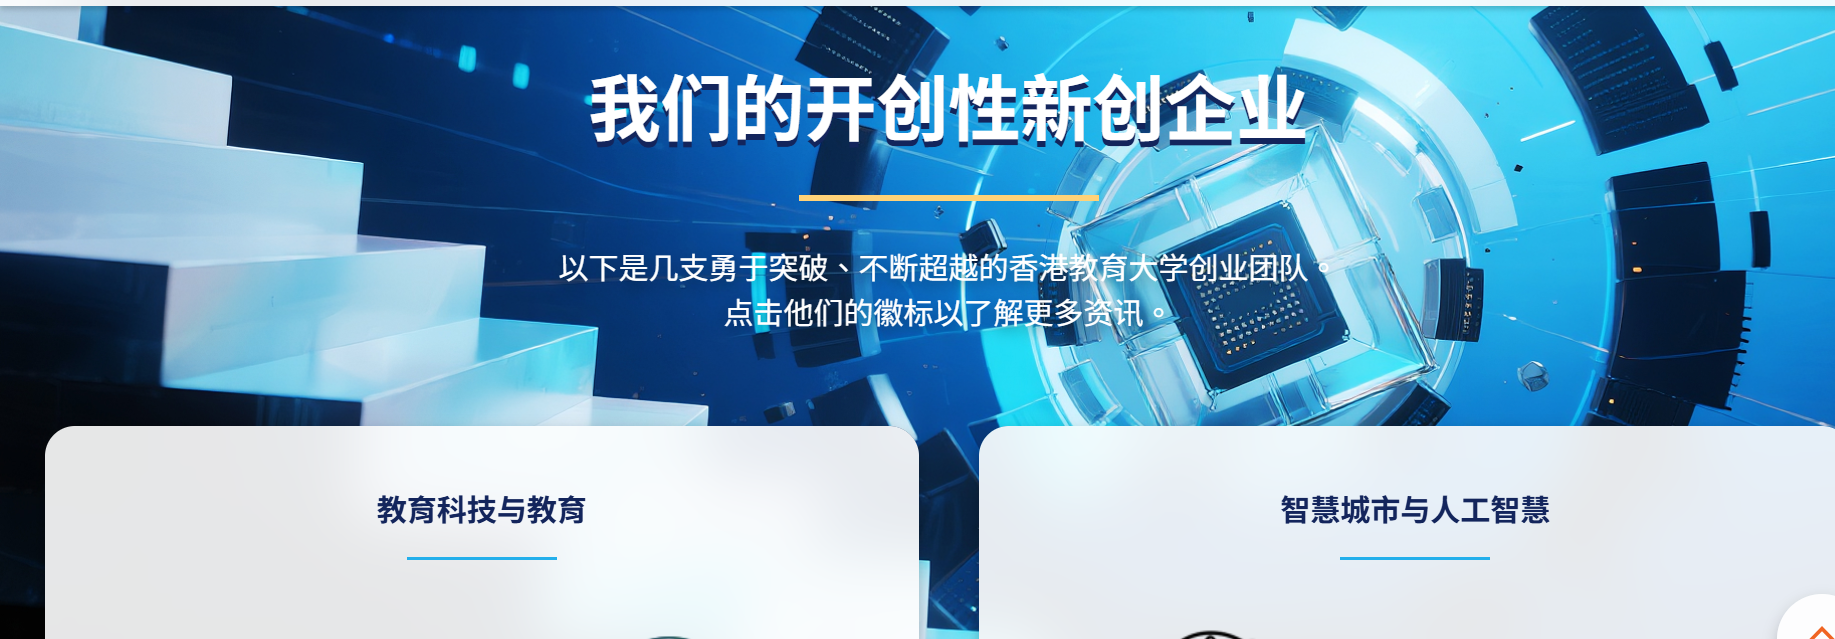 我们的开创性新创企业
以下是几支勇于突破、不断超越的香港教育大学创业团队。
点击他们的徽标以了解更多资讯。
教育科技与教育
智慧城市与人工智慧